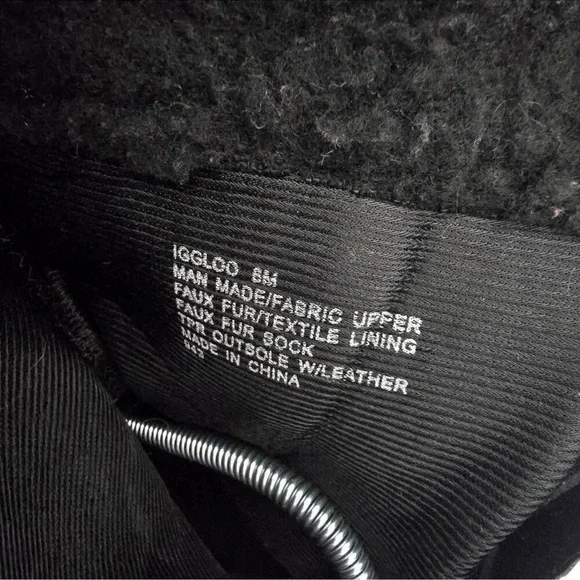 IGGLOO 8M
MAN MADE/FABRIC UPPER
FAUX FUR/TEXTILE LINING
FAUX FUR SOCK
TPR OUTSOLE W/LEATHER
MADE IN CHINA